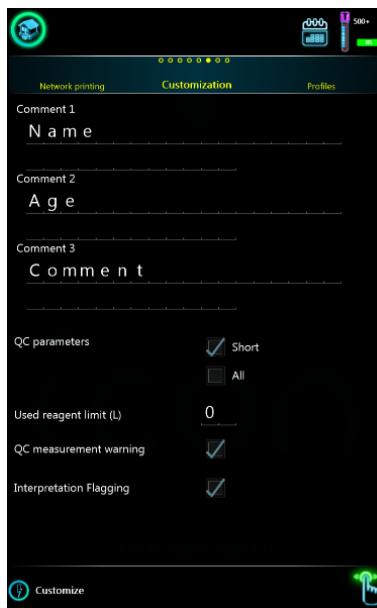 500+
Network printing Customization Profiles
Comment 1
Name
Comment 2
Age
Comment 3
Comment
QC parameters Short
All
Used reagent limit (L) 0
QC measurement warning
Interpretation Flagging
Customize